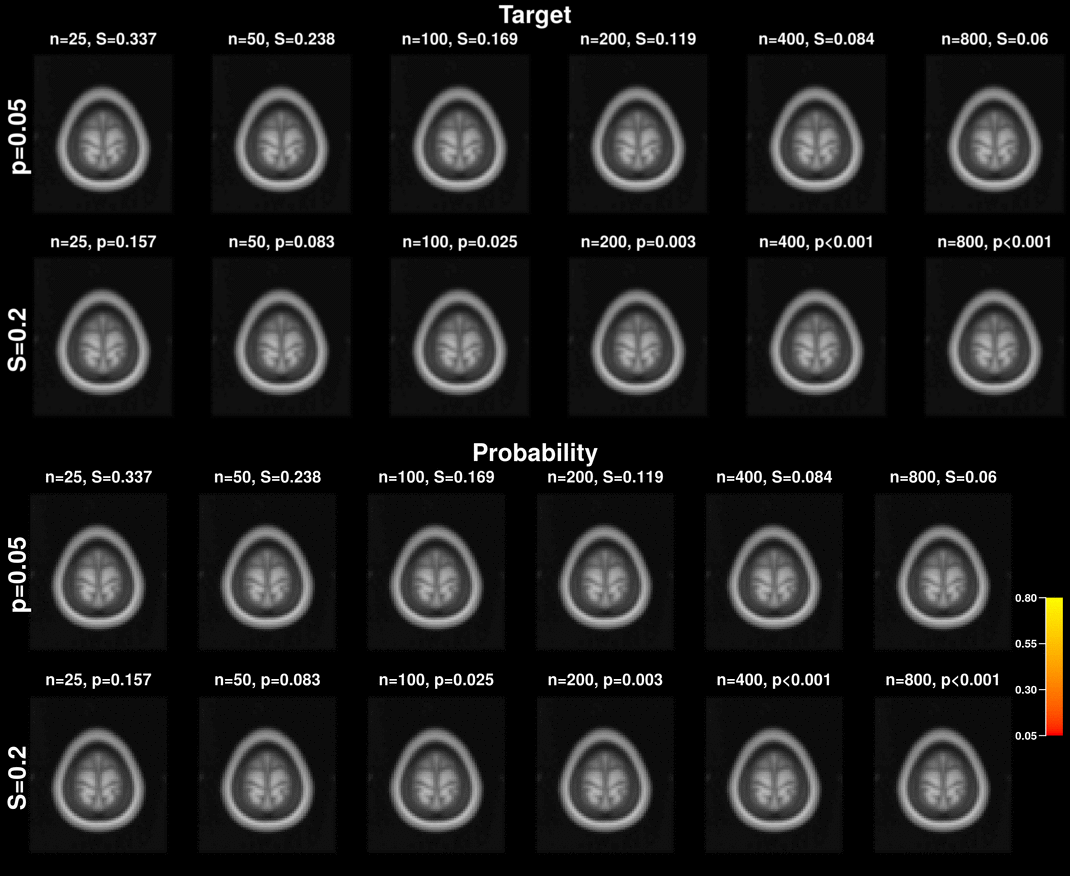 Target
n=25, S=0.337 n=50, S=0.238 n=100, S=0.169 n=200, S=0.119 n=400, S=0.084 n=800, S=0.06
p=0.05
n=25, p=0.157 n=50, p=0.083 n=100, p=0.025 n=200, p=0.003 n=400, p<0.001 n=800, p<0.001
S=0.2
Probability
n=25, S=0.337 n=50, S=0.238 n=100, S=0.169 n=200, S=0.119 n=400, S=0.084 n=800, S=0.06
p=0.05
0.80
0.55
n=25, p=0.157 n=50, p=0.083 n=100, p=0.025 n=200, p=0.003 n=400, p<0.001 n=800, p<0.001
0.30
0.05
S=0.2